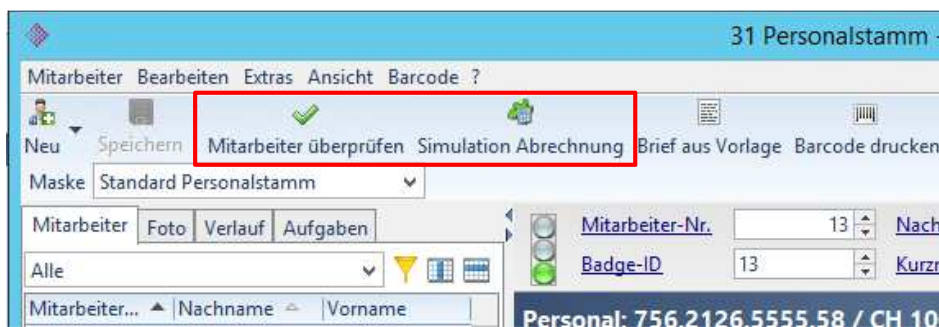 31 Personalstamm -
Mitarbeiter Bearbeiten Extras Ansicht Barcode ?
Neu Speichern Mitarbeiter überprüfen Simulation Abrechnung Brief aus Vorlage Barcode drucken
Maske Standard Personalstamm
Mitarbeiter Foto Verlauf Aufgaben
Mitarbeiter-Nr. 13 Nach
Alle
Badge-ID 13 Kurzn
Mitarbeiter... Nachname Vorname
Personal: 756.2126.5555.58 / CH 10